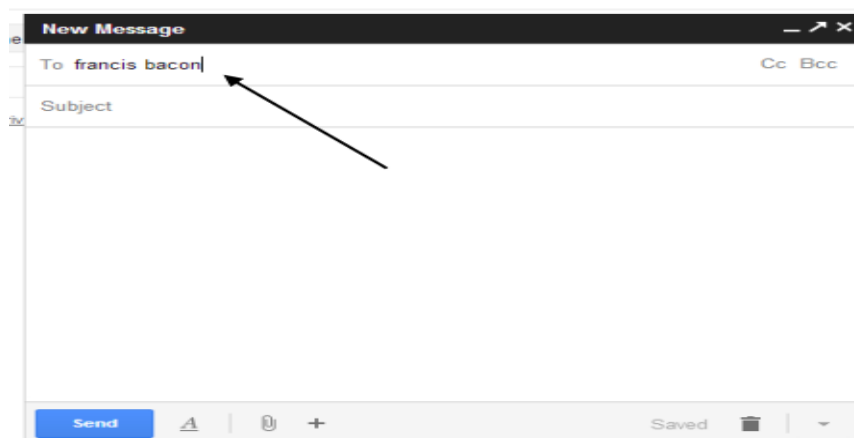 New Message
To francis bacon
Cc Bcc
Subject
Send
A
Saved